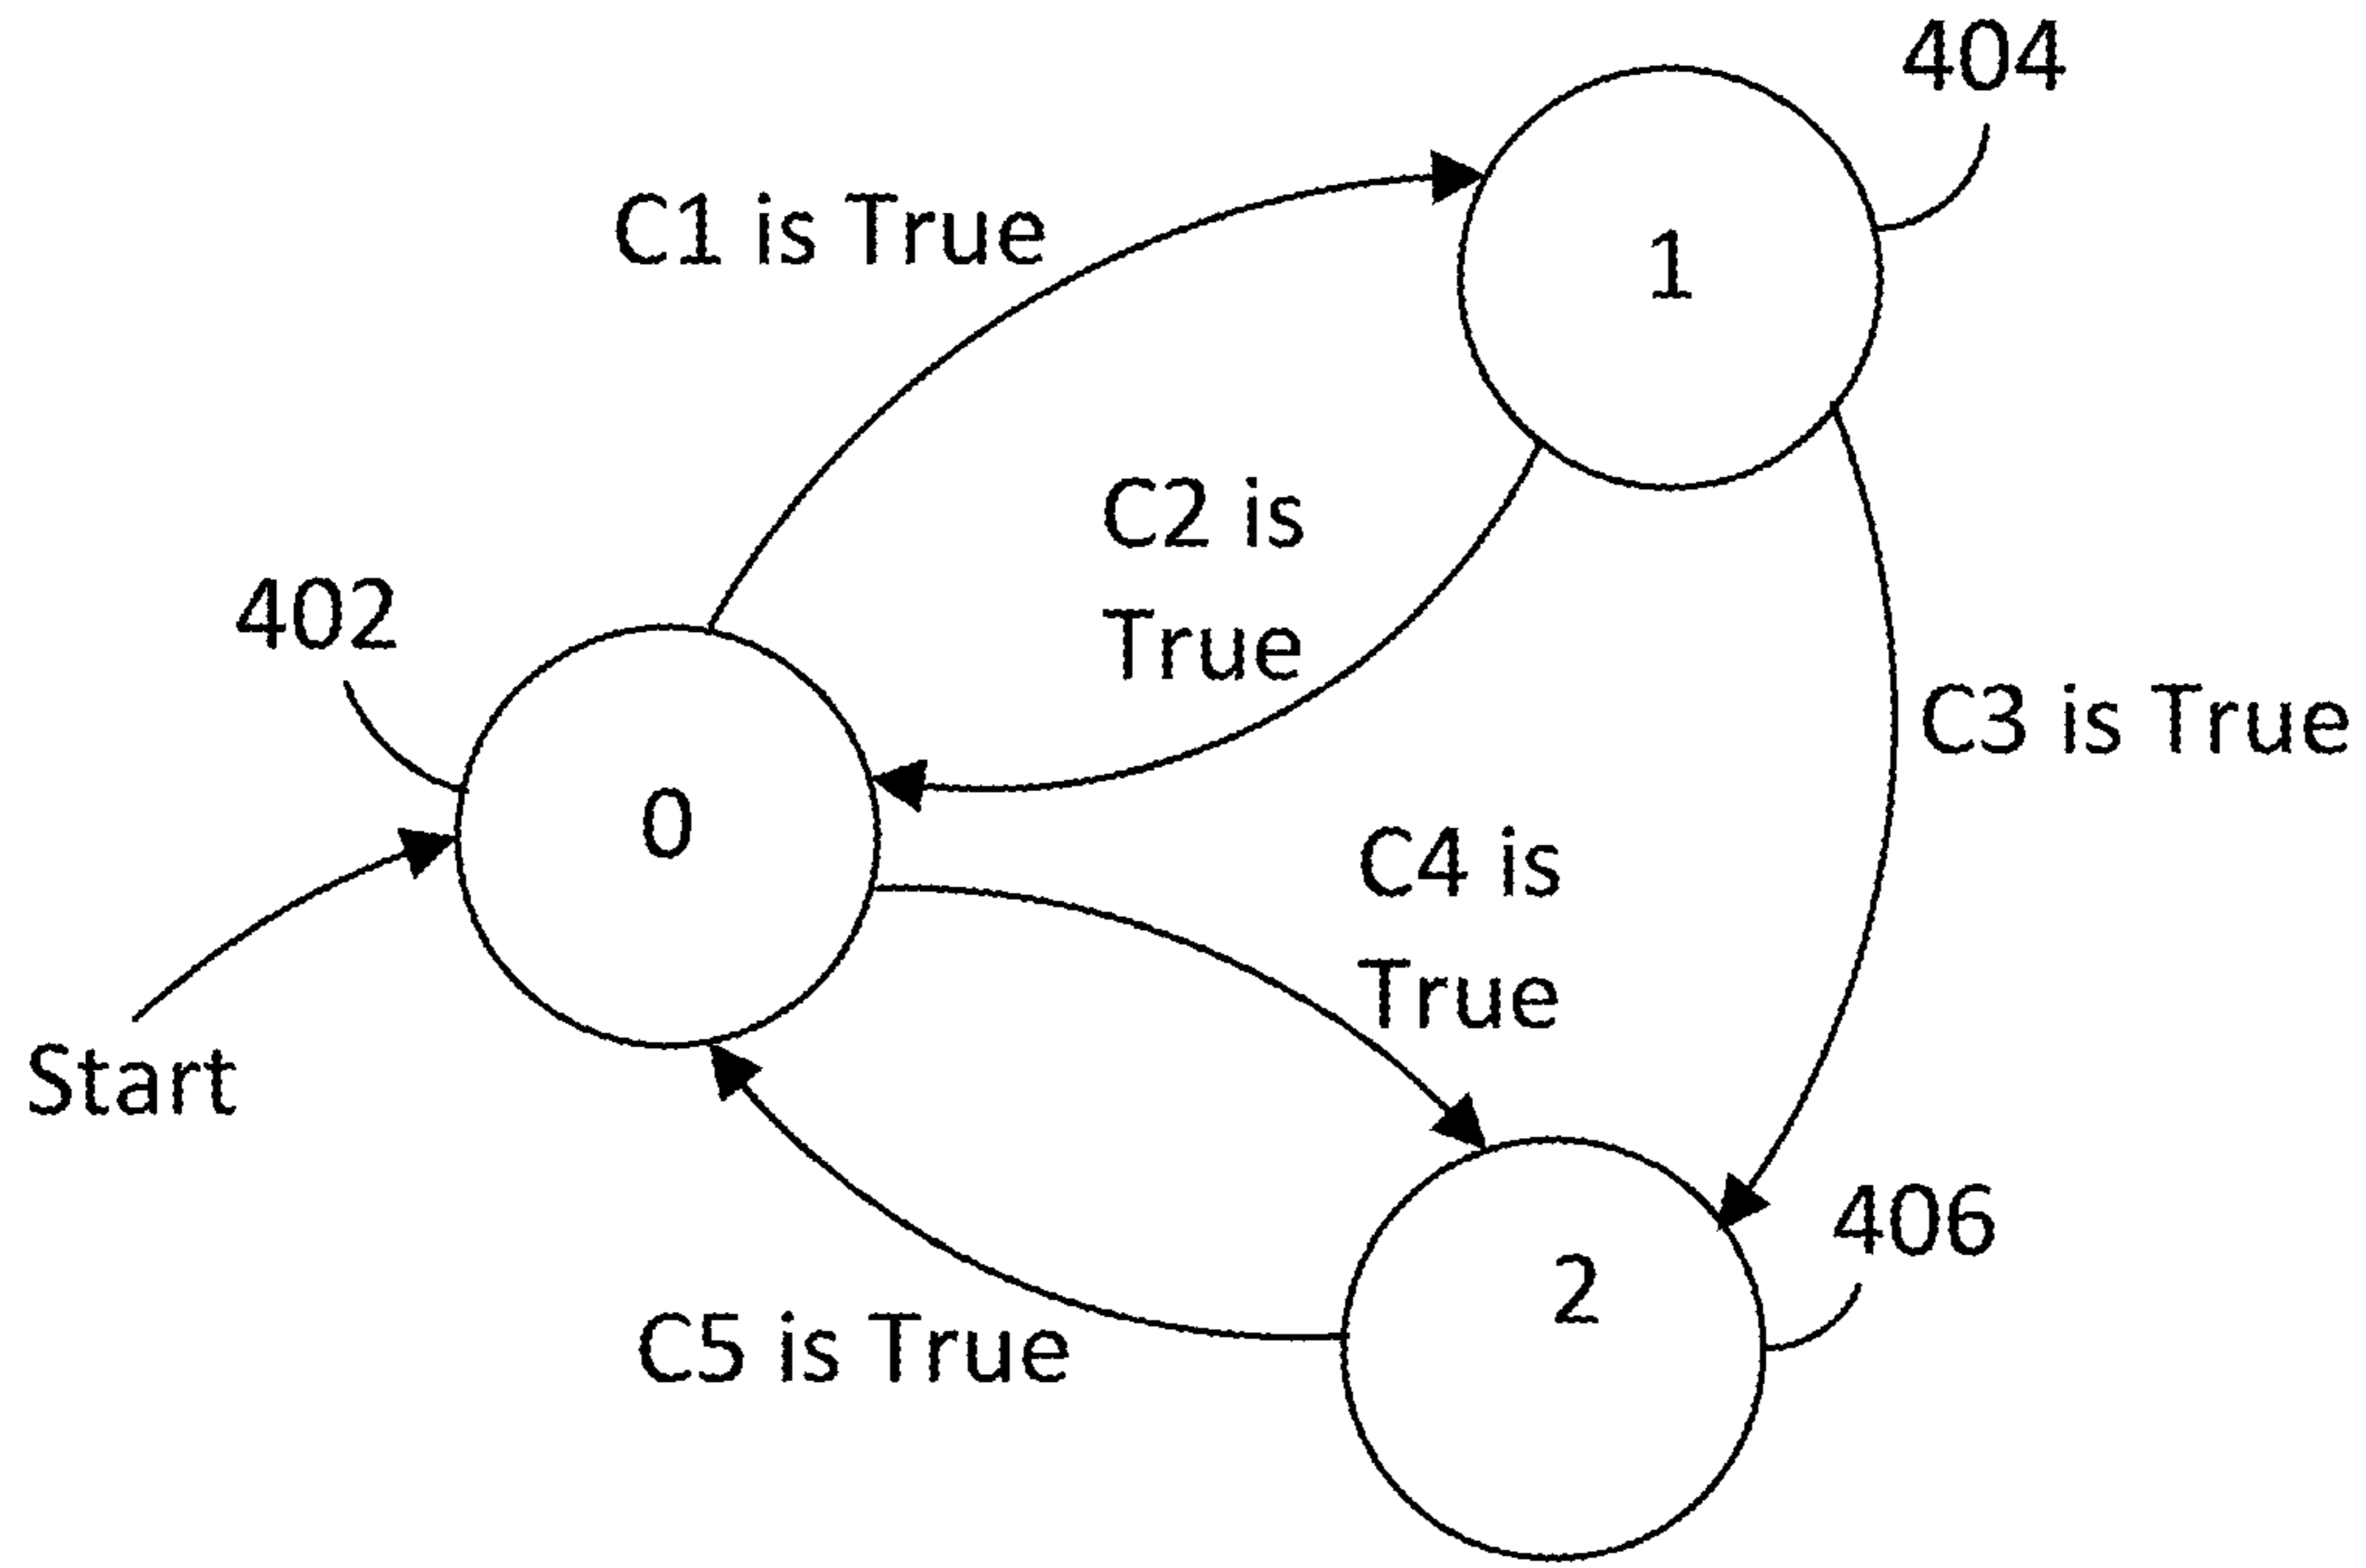 404
C1 is True
1
C2 is
True
402
C3 is True
0
C4 is
True
Start
406
2
C5 is True